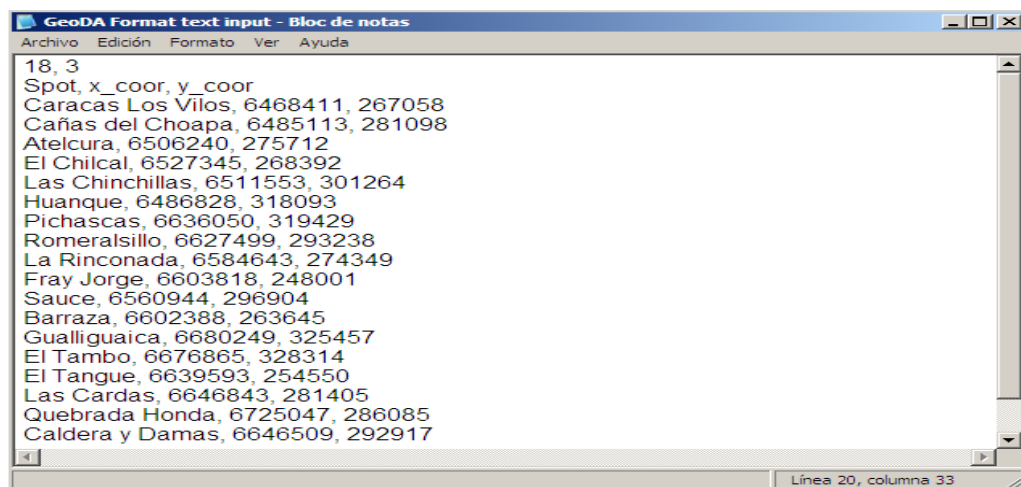 GeoDA Format text input - Bloc de notas
Archivo Edición Formato Ver Ayuda
18, 3
Spot, x_coor, y_coor
Caracas Los Vilos, 6468411, 267058
Cañas del Choapa, 6485113, 281098
Atelcura, 6506240, 275712
El Chilcal, 6527345, 268392
Las Chinchillas, 6511553, 301264
Huanque, 6486828, 318093
Pichascas, 6636050, 319429
Romeralsillo, 6627499, 293238
La Rinconada, 6584643, 274349
Fray Jorge, 6603818, 248001
Sauce, 6560944, 296904
Barraza, 6602388, 263645
Gualliguaica, 6680249, 325457
El Tambo, 6676865, 328314
El Tangue, 6639593, 254550
Las Cardas, 6646843, 281405
Quebrada Honda, 6725047, 286085
Caldera y Damas, 6646509, 292917
Línea 20, columna 33